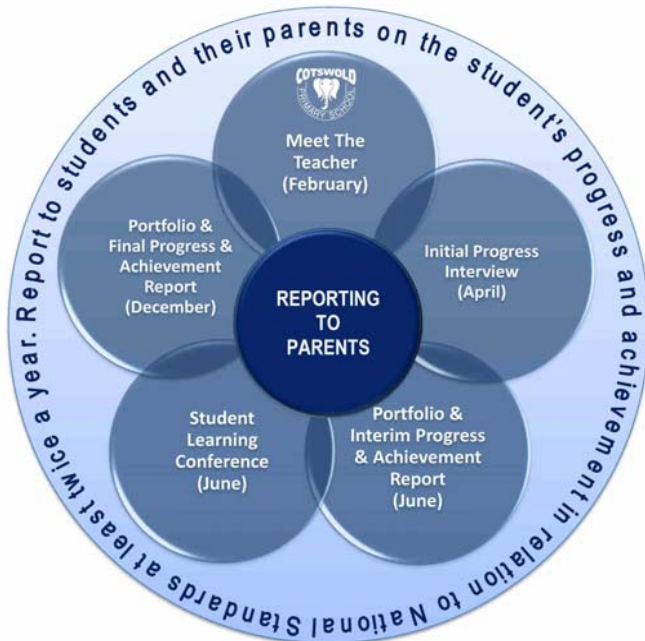 Report to students and their parents on the student's progress and achievement in relation to National Standards at least twice a year.
COTSWOLD
PRIMARY SCHOOL
Meet The
Teacher
(February)
Initial Progress
Interview
(April)
Portfolio &
Interim Progress
& Achievement
Report
(June)
Student
Learning
Conference
(June)
Portfolio &
Final Progress &
Achievement
Report
(December)
REPORTING
TO
PARENTS